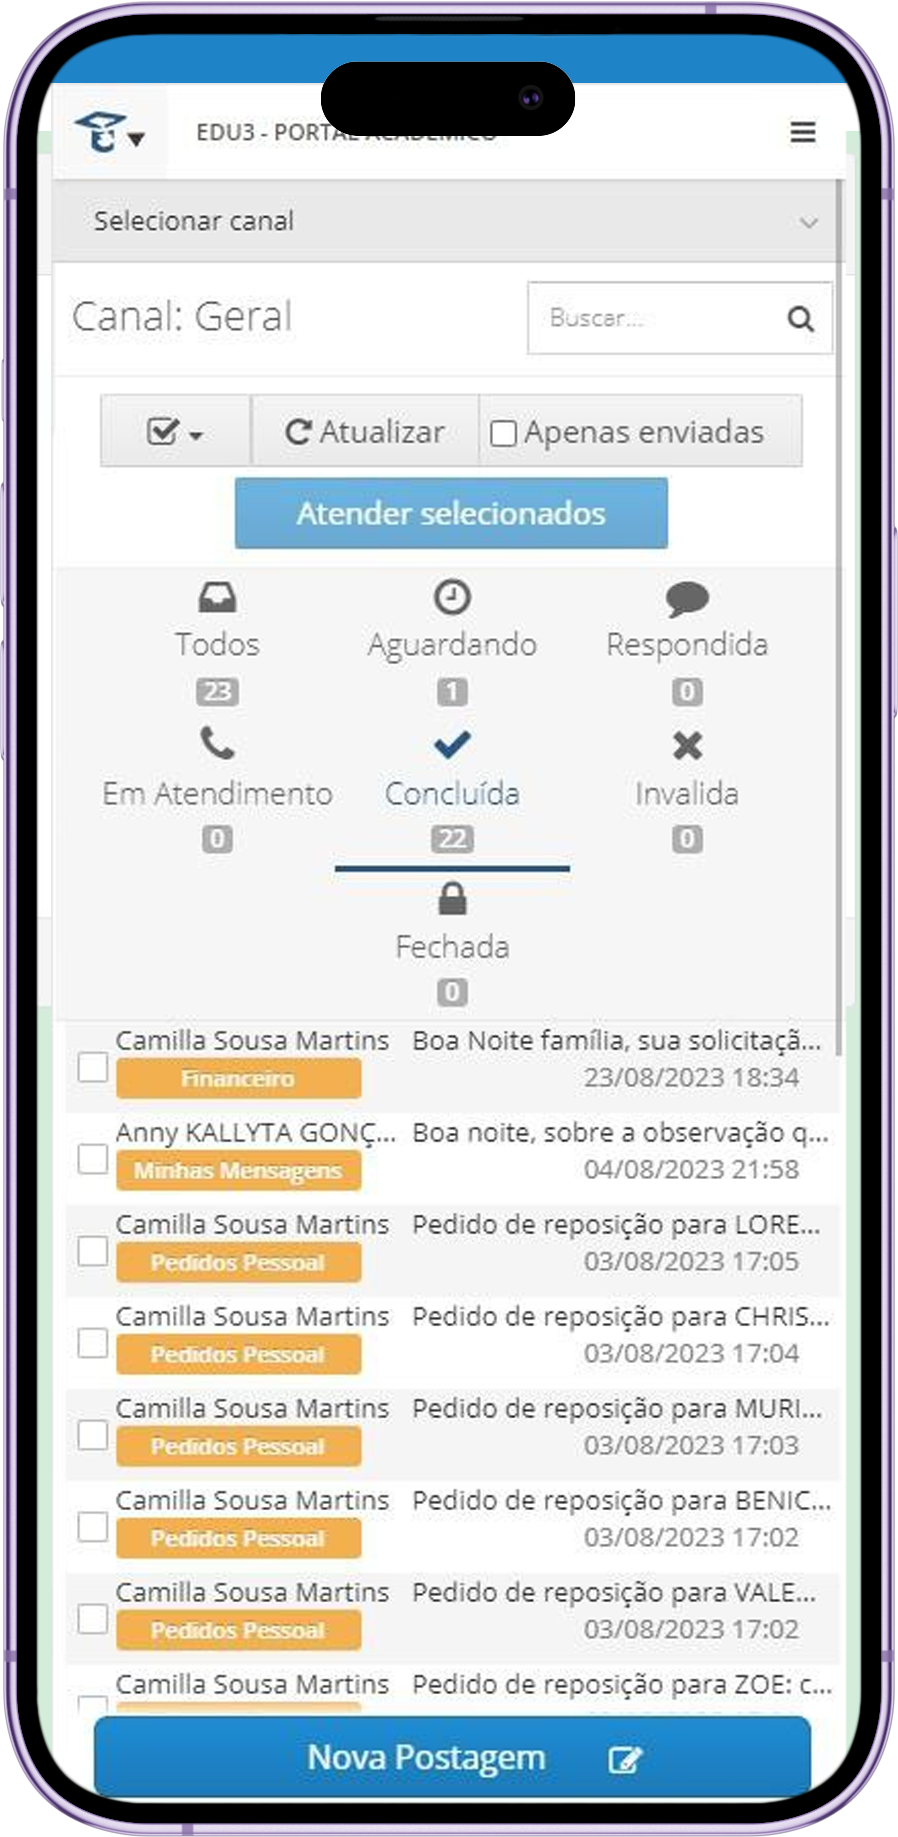 EDU3 - PORTAL ACADÊMICO
Selecionar canal
Canal: Geral
Buscar...
Atualizar
Apenas enviadas
Atender selecionados
Todos
Aguardando
Respondida
23
1
0
Em Atendimento
Concluída
Invalida
0
22
0
Fechada
0
Camilla Sousa Martins Boa Noite família, sua solicitaçã...
Financeiro 23/08/2023 18:34
Anny KALLYTA GONÇ... Boa noite, sobre a observação q...
Minhas Mensagens 04/08/2023 21:58
Camilla Sousa Martins Pedido de reposição para LORE...
Pedidos Pessoal 03/08/2023 17:05
Camilla Sousa Martins Pedido de reposição para CHRIS...
Pedidos Pessoal 03/08/2023 17:04
Camilla Sousa Martins Pedido de reposição para MURI...
Pedidos Pessoal 03/08/2023 17:03
Camilla Sousa Martins Pedido de reposição para BENIC...
Pedidos Pessoal 03/08/2023 17:02
Camilla Sousa Martins Pedido de reposição para VALE...
Pedidos Pessoal 03/08/2023 17:02
Camilla Sousa Martins Pedido de reposição para ZOE: c...
Nova Postagem